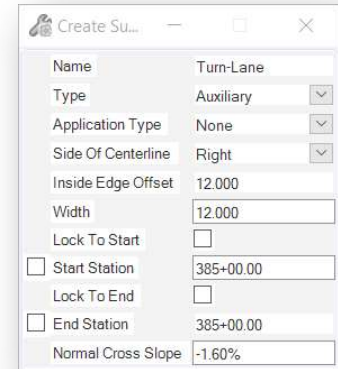 Create Su...
Name Turn-Lane
Type Auxiliary
Application Type None
Side Of Centerline Right
Inside Edge Offset 12.000
Width 12.000
Lock To Start
Start Station 385+00.00
Lock To End
End Station 385+00.00
Normal Cross Slope -1.60%